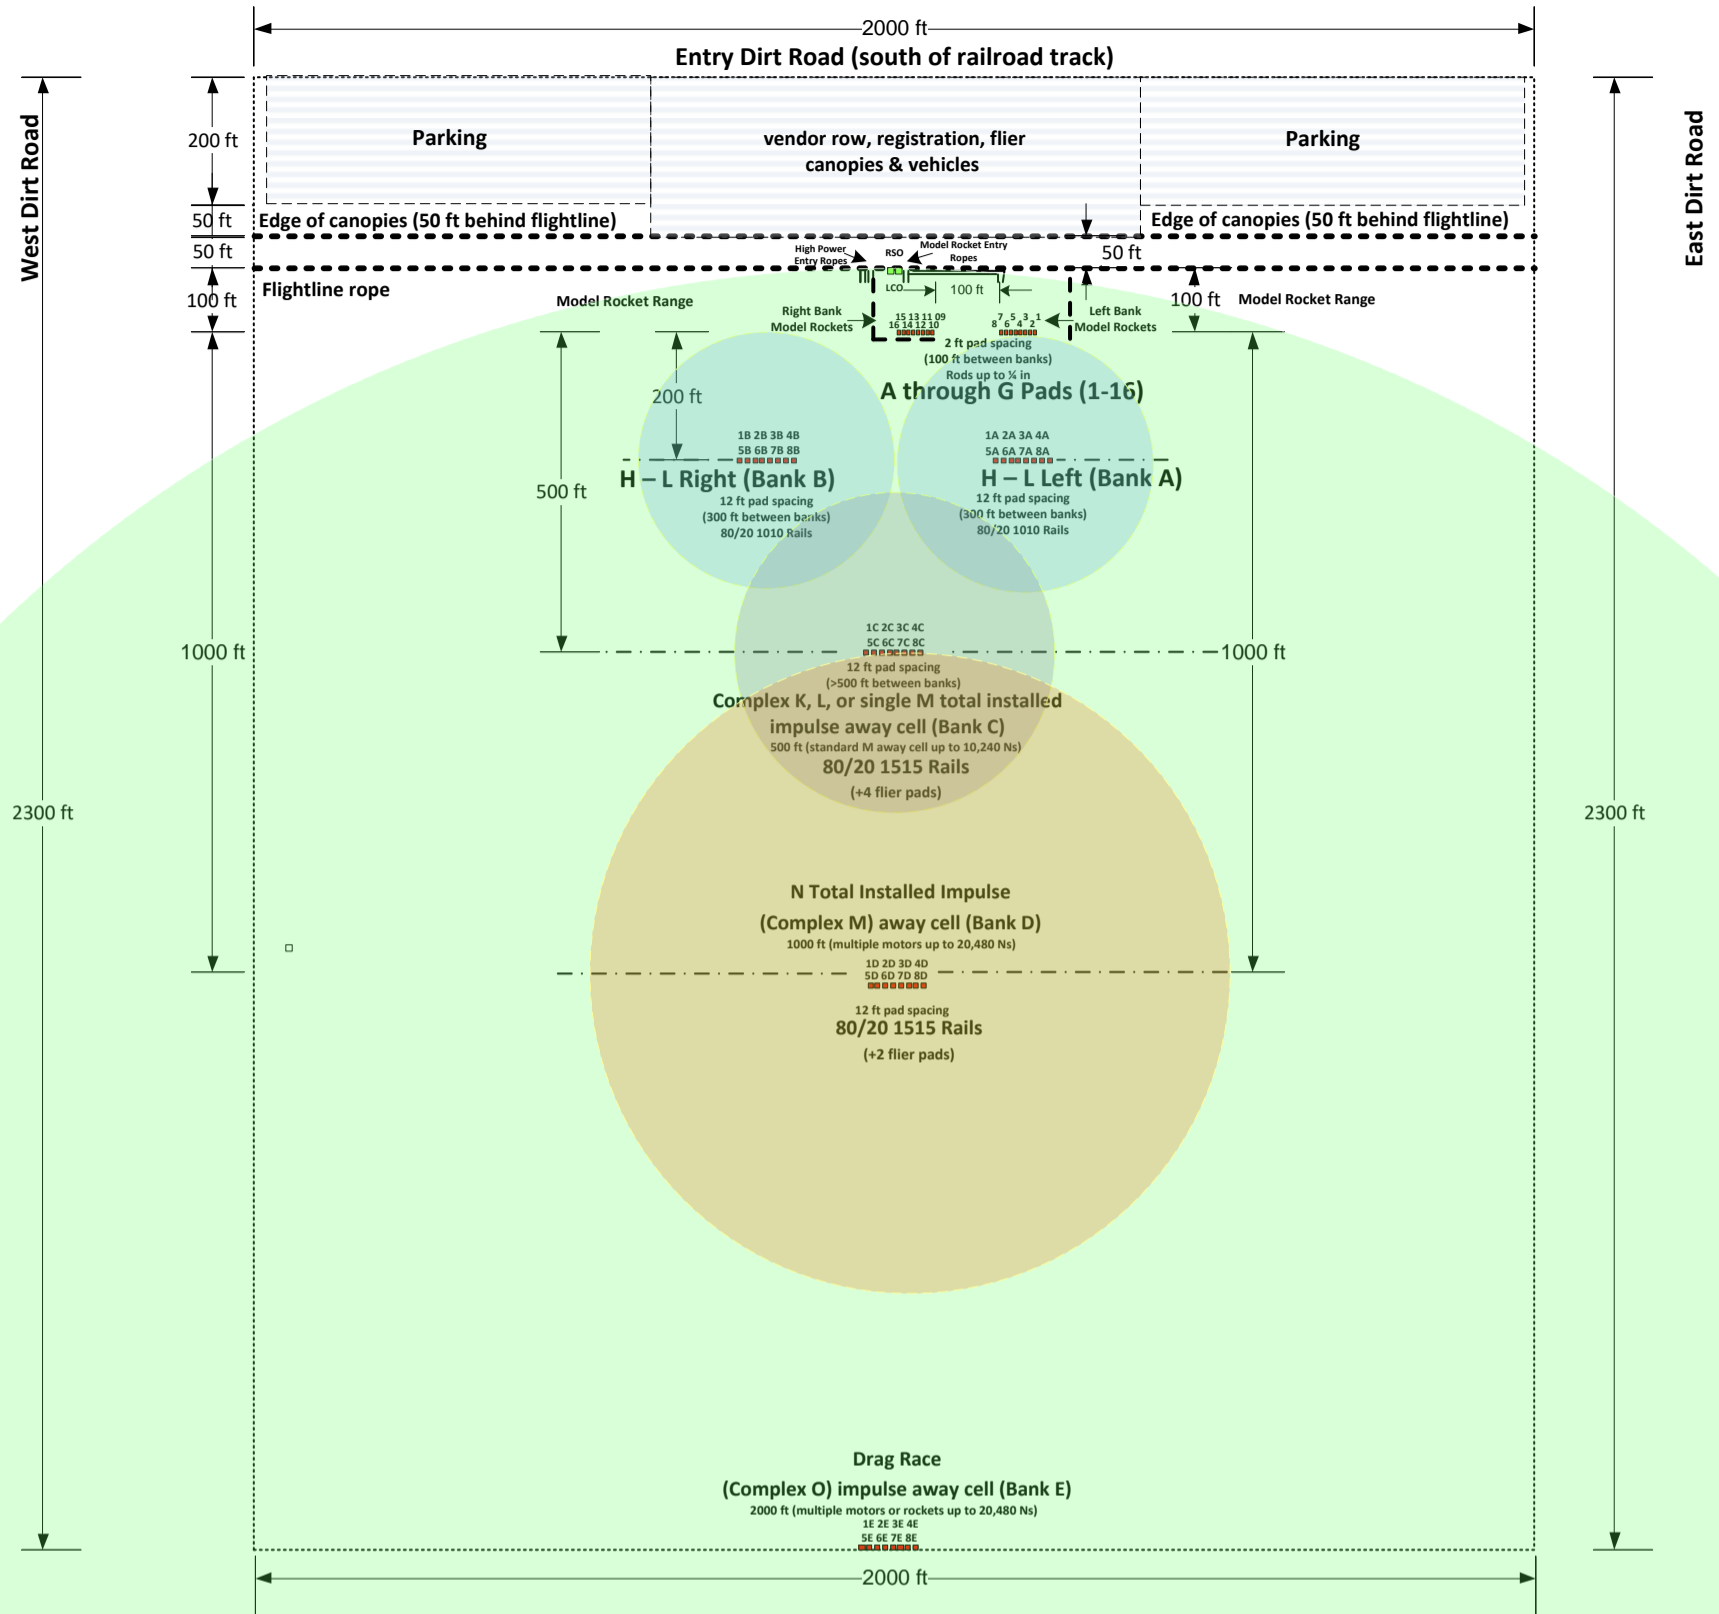 2000 ft
Entry Dirt Road (south of railroad track)
West Dirt Road
East Dirt Road
200 ft
Parking
vendor row, registration, flier
canopies & vehicles
Parking
50 ft
Edge of canopies (50 ft behind flightline)
Edge of canopies (50 ft behind flightline)
50 ft
High Power
Entry Ropes
RSO
Model Rocket Entry
Ropes
50 ft
Flightline rope
100 ft
Model Rocket Range
LCO
100 ft
100 ft
Model Rocket Range
Right Bank
Model Rockets
15 13 11 09
16 14 12 10
7 5 3 1
8 6 4 2
Left Bank
Model Rockets
2 ft pad spacing
(100 ft between banks)
Rods up to ¼ in
A through G Pads (1-16)
200 ft
1B 2B 3B 4B
5B 6B 7B 8B
H – L Right (Bank B)
12 ft pad spacing
(300 ft between banks)
80/20 1010 Rails
1A 2A 3A 4A
5A 6A 7A 8A
H – L Left (Bank A)
12 ft pad spacing
(300 ft between banks)
80/20 1010 Rails
500 ft
1000 ft
1000 ft
1C 2C 3C 4C
5C 6C 7C 8C
12 ft pad spacing
(>500 ft between banks)
Complex K, L, or single M total installed
impulse away cell (Bank C)
500 ft (standard M away cell up to 10,240 Ns)
80/20 1515 Rails
(+4 flier pads)
2300 ft
2300 ft
N Total Installed Impulse
(Complex M) away cell (Bank D)
1000 ft (multiple motors up to 20,480 Ns)
1D 2D 3D 4D
5D 6D 7D 8D
12 ft pad spacing
80/20 1515 Rails
(+2 flier pads)
Drag Race
(Complex O) impulse away cell (Bank E)
2000 ft (multiple motors or rockets up to 20,480 Ns)
1E 2E 3E 4E
5E 6E 7E 8E
2000 ft